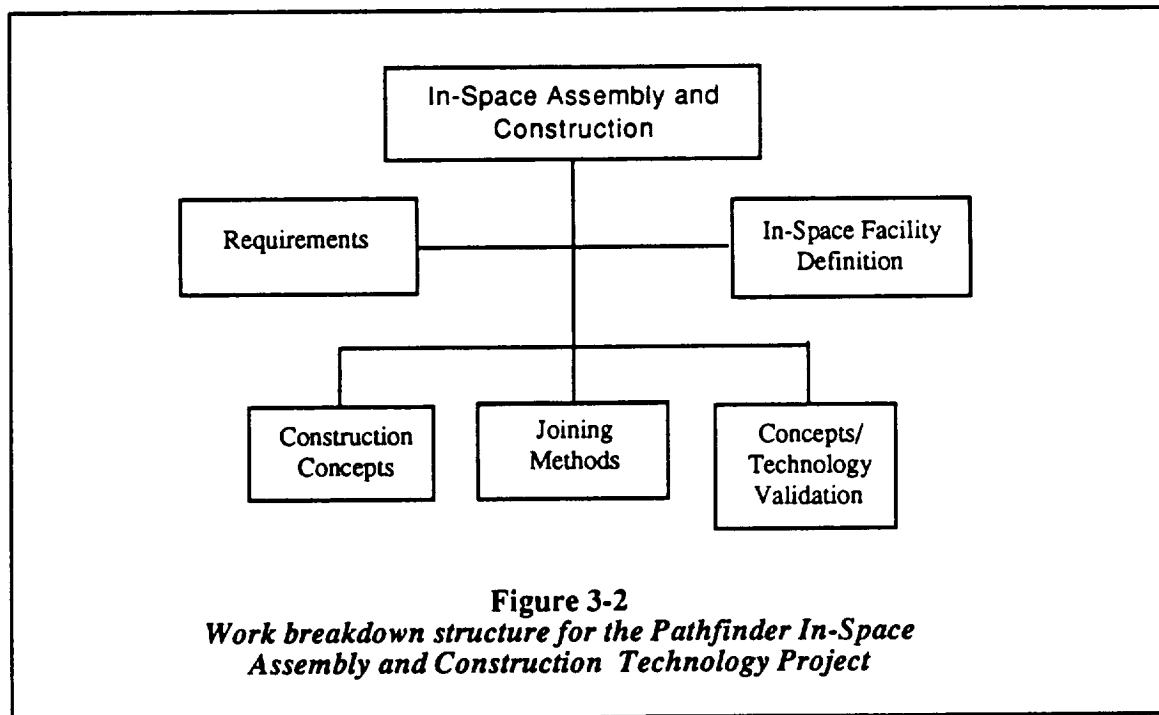 In-Space Assembly and
Construction
Requirements
In-Space Facility
Definition
Construction
Concepts
Joining
Methods
Concepts/
Technology
Validation
Figure 3-2
Work breakdown structure for the Pathfinder In-Space
Assembly and Construction Technology Project